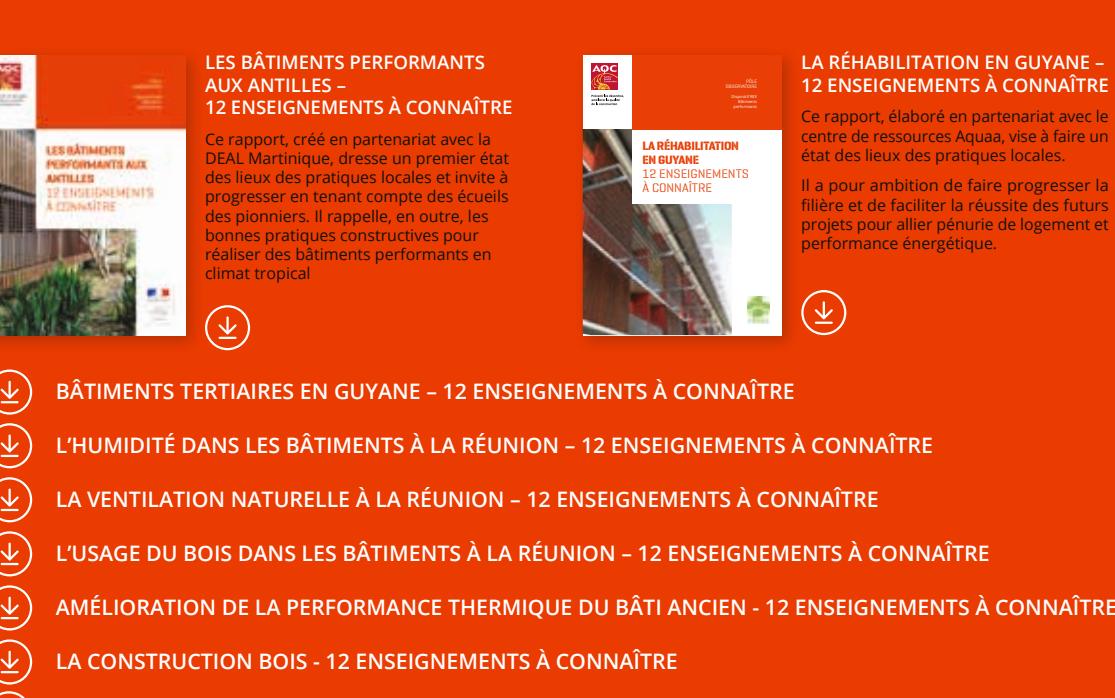 LES BÂTIMENTS PERFORMANTS
AUX ANTILLES –
12 ENSEIGNEMENTS À CONNAÎTRE
Ce rapport, créé en partenariat avec la
DEAL Martinique, dresse un premier état
des lieux des pratiques locales et invite à
progresser en tenant compte des écueils
des pionniers. Il rappelle, en outre, les
bonnes pratiques constructives pour
réaliser des bâtiments performants en
climat tropical
AQC
LES BÂTIMENTS
PERFORMANTS AUX
ANTILLES
12 ENSEIGNEMENTS
À CONNAÎTRE
LA RÉHABILITATION EN GUYANE –
12 ENSEIGNEMENTS À CONNAÎTRE
Ce rapport, élaboré en partenariat avec le
centre de ressources Aquaa, vise à faire un
état des lieux des pratiques locales.
Il a pour ambition de faire progresser la
filière et de faciliter la réussite des futurs
projets pour allier pénurie de logement et
performance énergétique.
AQC
PÔLE
OBSERVATOIRE
Dispositif REX
Bâtiments
performants
LA RÉHABILITATION
EN GUYANE
12 ENSEIGNEMENTS
À CONNAÎTRE
BÂTIMENTS TERTIAIRES EN GUYANE – 12 ENSEIGNEMENTS À CONNAÎTRE
L’HUMIDITÉ DANS LES BÂTIMENTS À LA RÉUNION – 12 ENSEIGNEMENTS À CONNAÎTRE
LA VENTILATION NATURELLE À LA RÉUNION – 12 ENSEIGNEMENTS À CONNAÎTRE
L’USAGE DU BOIS DANS LES BÂTIMENTS À LA RÉUNION – 12 ENSEIGNEMENTS À CONNAÎTRE
AMÉLIORATION DE LA PERFORMANCE THERMIQUE DU BÂTI ANCIEN - 12 ENSEIGNEMENTS À CONNAÎTRE
LA CONSTRUCTION BOIS - 12 ENSEIGNEMENTS À CONNAÎTRE